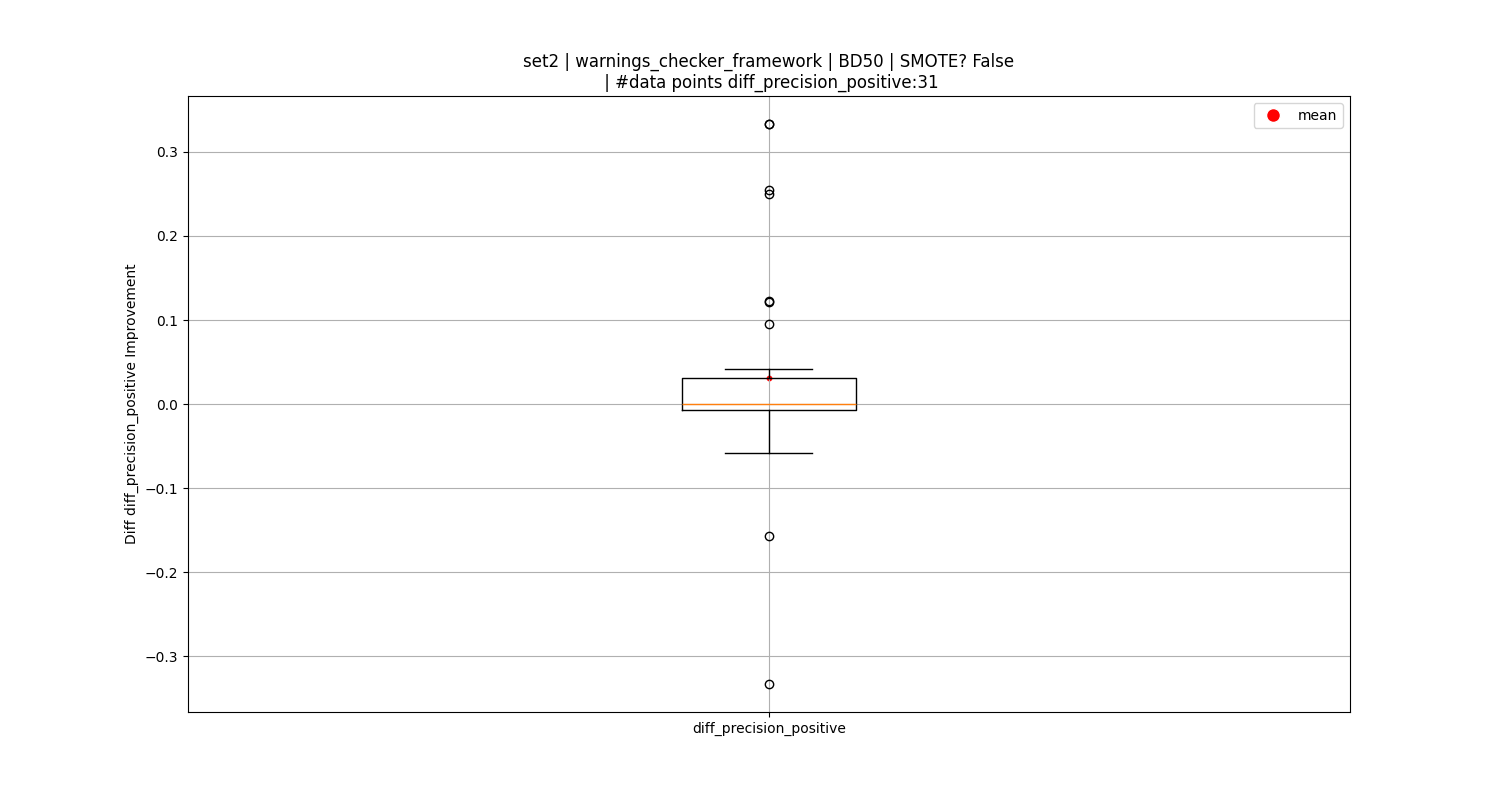 set2 | warnings_checker_framework | BD50 | SMOTE? False
| #data points diff_precision_positive:31
mean
0.3
0.2
0.1
0.0
−0.1
−0.2
−0.3
Diff diff_precision_positive Improvement
diff_precision_positive